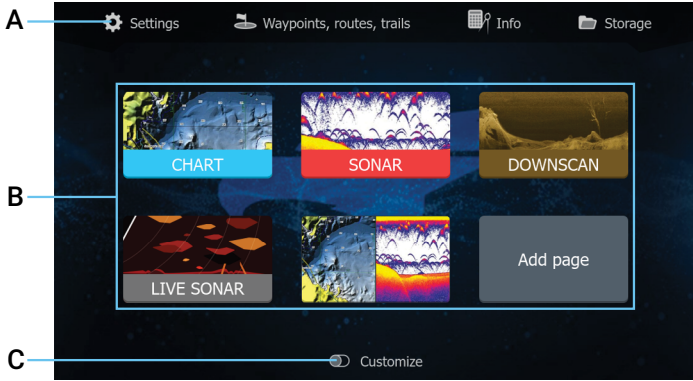 A
Settings
Waypoints, routes, trails
Info
Storage
B
CHART
SONAR
DOWNSCAN
LIVE SONAR
Add page
C
Customize